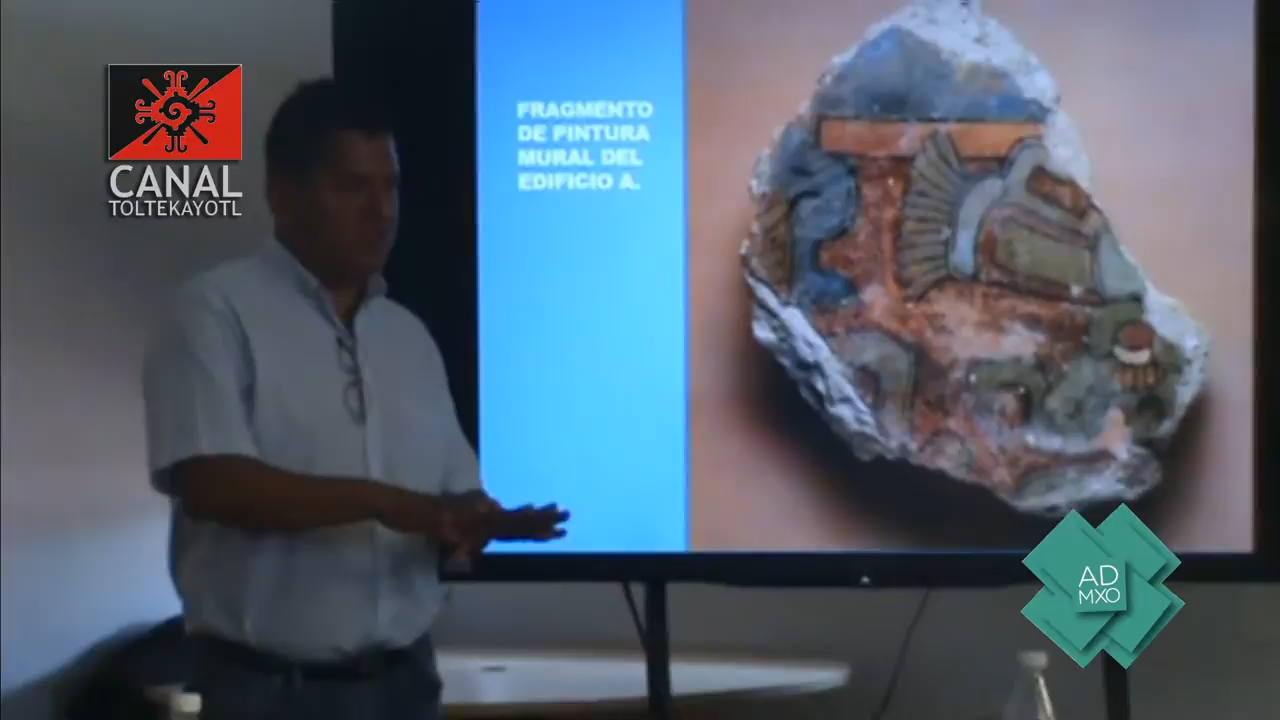 CANAL
TOLTEKAYOTL
FRAGMENTO
DE PINTURA
MURAL DEL
EDIFICIO A.
AD
MXO